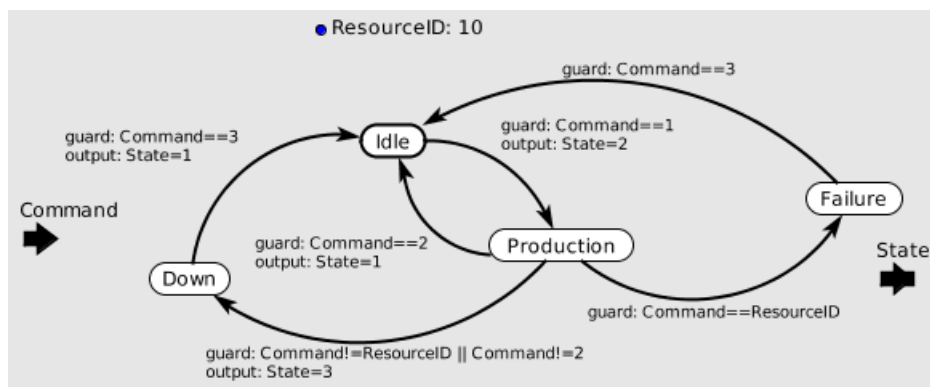 ResourceID: 10
guard: Command==3
guard: Command==3
output: State=1
Idle
guard: Command==1
output: State=2
Failure
Command
guard: Command==2
output: State=1
Production
State
Down
guard: Command==ResourceID
guard: Command!=ResourceID || Command!=2
output: State=3